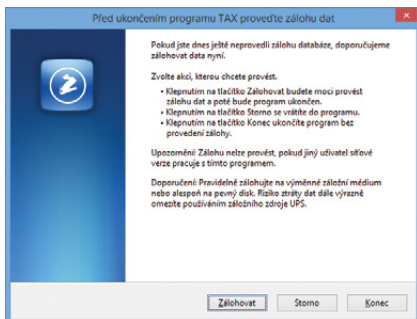 Před ukončením programu TAX proveďte zálohu dat
Pokud jste dnes ještě neprovedli zálohu databáze, doporučujeme
zálohovat data nyní.
Zvolte akci, kterou chcete provést.
• Klepnutím na tlačítko Zálohovat budete moci provést
zálohu dat a poté bude program ukončen.
• Klepnutím na tlačítko Storno se vrátíte do programu.
• Klepnutím na tlačítko Konec ukončíte program bez
provedení zálohy.
Upozornění: Zálohu nelze provést, pokud jiný uživatel síťové
verze pracuje s tímto programem.
Doporučení: Pravidelně zálohujte na výměnné záložní médium
nebo alespoň na pevný disk. Riziko ztráty dat dále výrazně
omezíte používáním záložního zdroje UPS.
Zálohovat
Storno
Konec